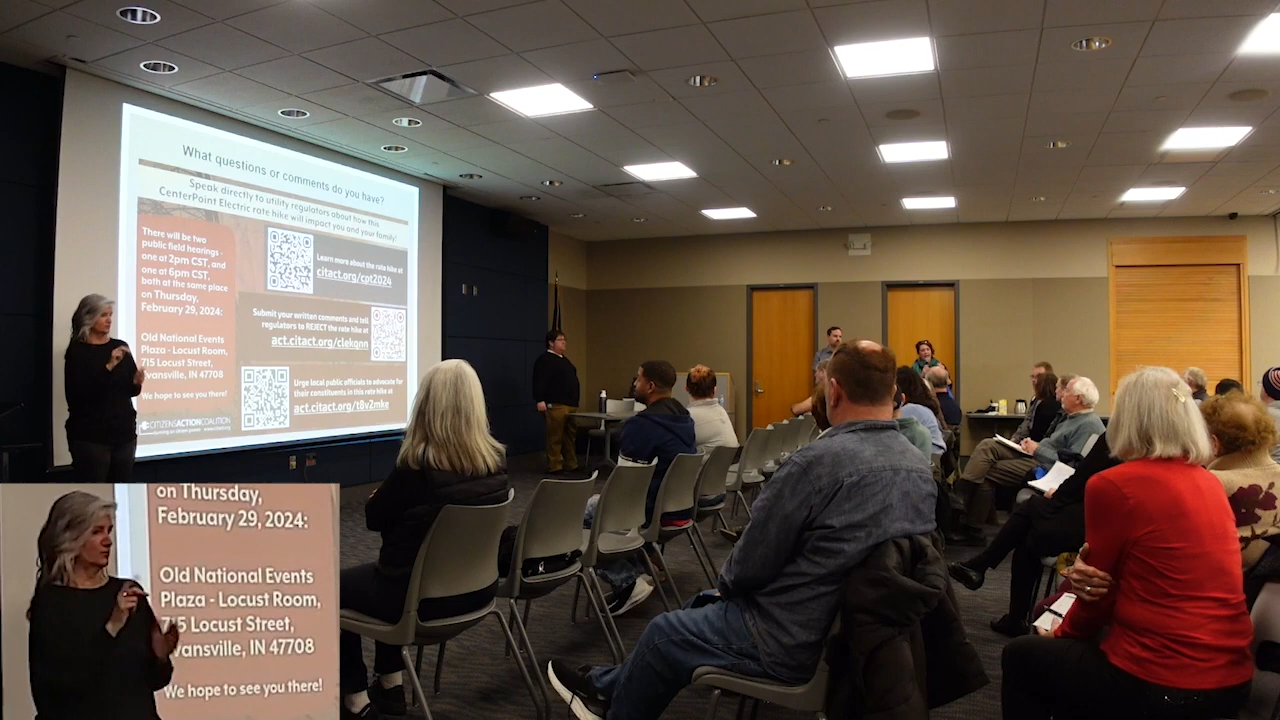 What questions or comments do you have?
Speak directly to utility regulators about how this
CenterPoint Electric rate hike will impact you and your family!
There will be two
public field hearings -
one at 2pm CST, and
one at 6pm CST,
both at the same place
on Thursday,
February 29, 2024:
Old National Events
Plaza - Locust Room,
715 Locust Street,
vansville, IN 47708
We hope to see you there!
Learn more about the rate hike at
citact.org/cpt2024
Submit your written comments and tell
regulators to REJECT the rate hike at
act.citact.org/clekgnn
Urge local public officials to advocate for
their constituents in this rate hike at
act.citact.org/t8v2mke
CITIZENSACTIONCOALITION
on Thursday,
February 29, 2024:
Old National Events
Plaza - Locust Room,
715 Locust Street,
vansville, IN 47708
We hope to see you there!